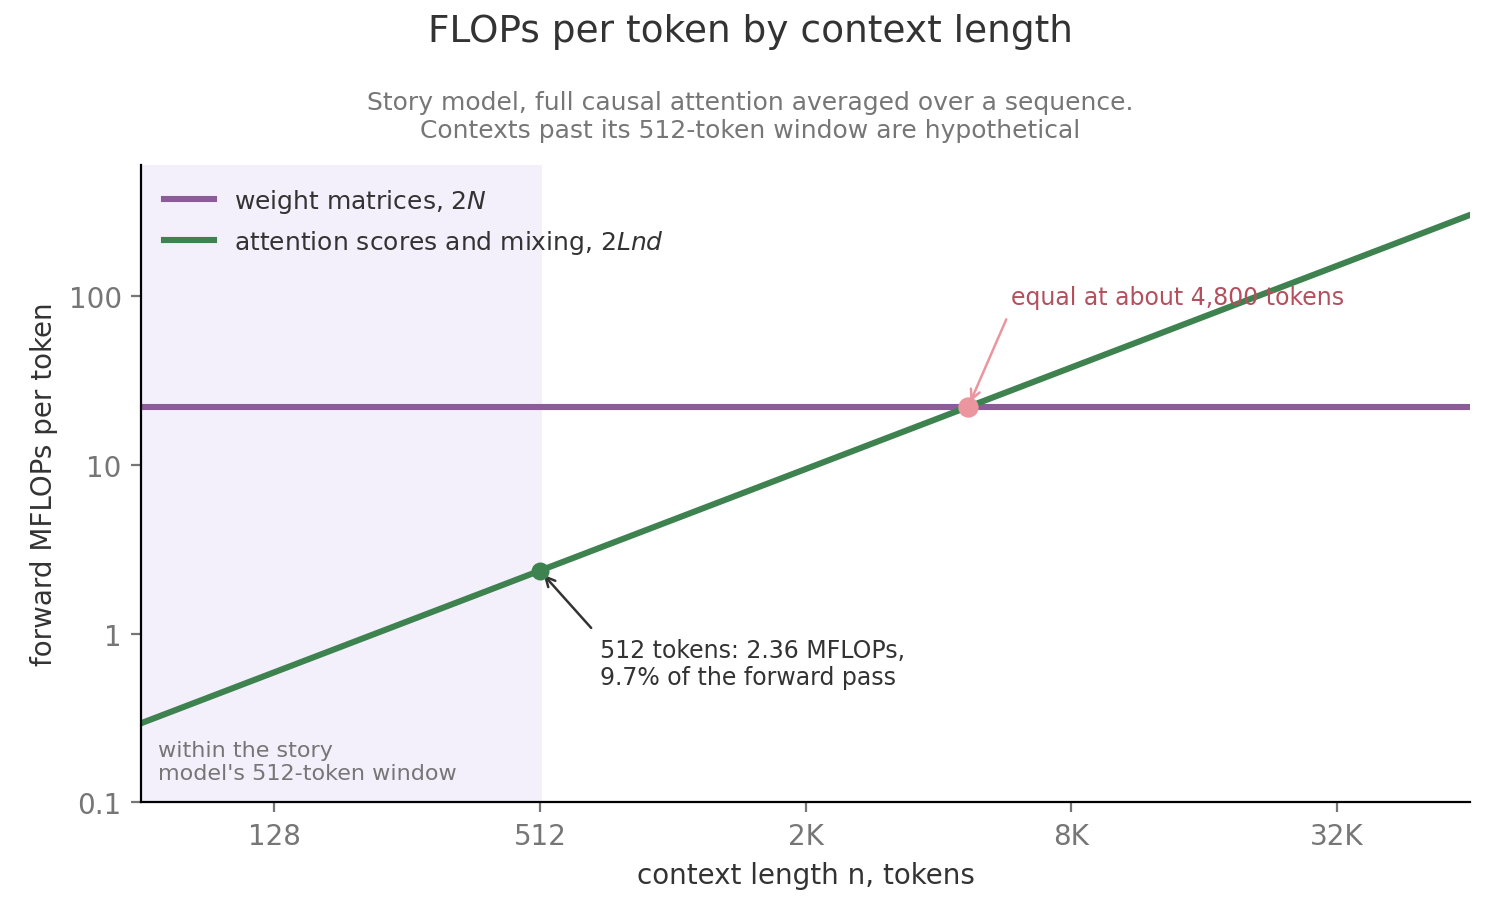 FLOPs per token by context length
Story model, full causal attention averaged over a sequence.
Contexts past its 512-token window are hypothetical
weight matrices, 2N
attention scores and mixing, 2Lnd
equal at about 4,800 tokens
512 tokens: 2.36 MFLOPs,
9.7% of the forward pass
within the story
model's 512-token window
forward MFLOPs per token
100
10
1
0.1
128
512
2K
8K
32K
context length n, tokens